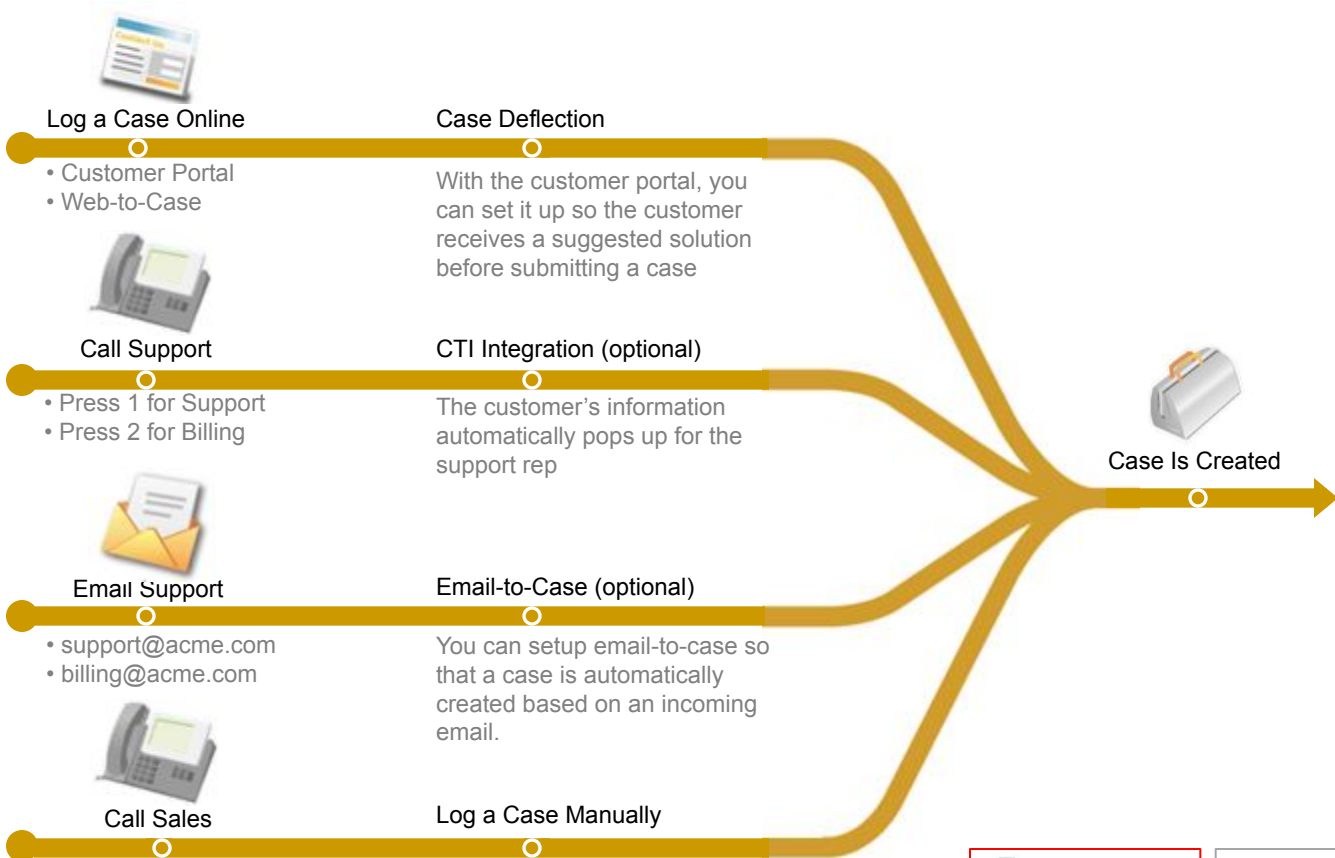 Contact Us
Log a Case Online
Case Deflection
• Customer Portal
• Web-to-Case
With the customer portal, you
can set it up so the customer
receives a suggested solution
before submitting a case
Call Support
CTI Integration (optional)
• Press 1 for Support
• Press 2 for Billing
The customer’s information
automatically pops up for the
support rep
Case Is Created
Email Support
Email-to-Case (optional)
• support@acme.com
• billing@acme.com
You can setup email-to-case so
that a case is automatically
created based on an incoming
email.
Call Sales
Log a Case Manually